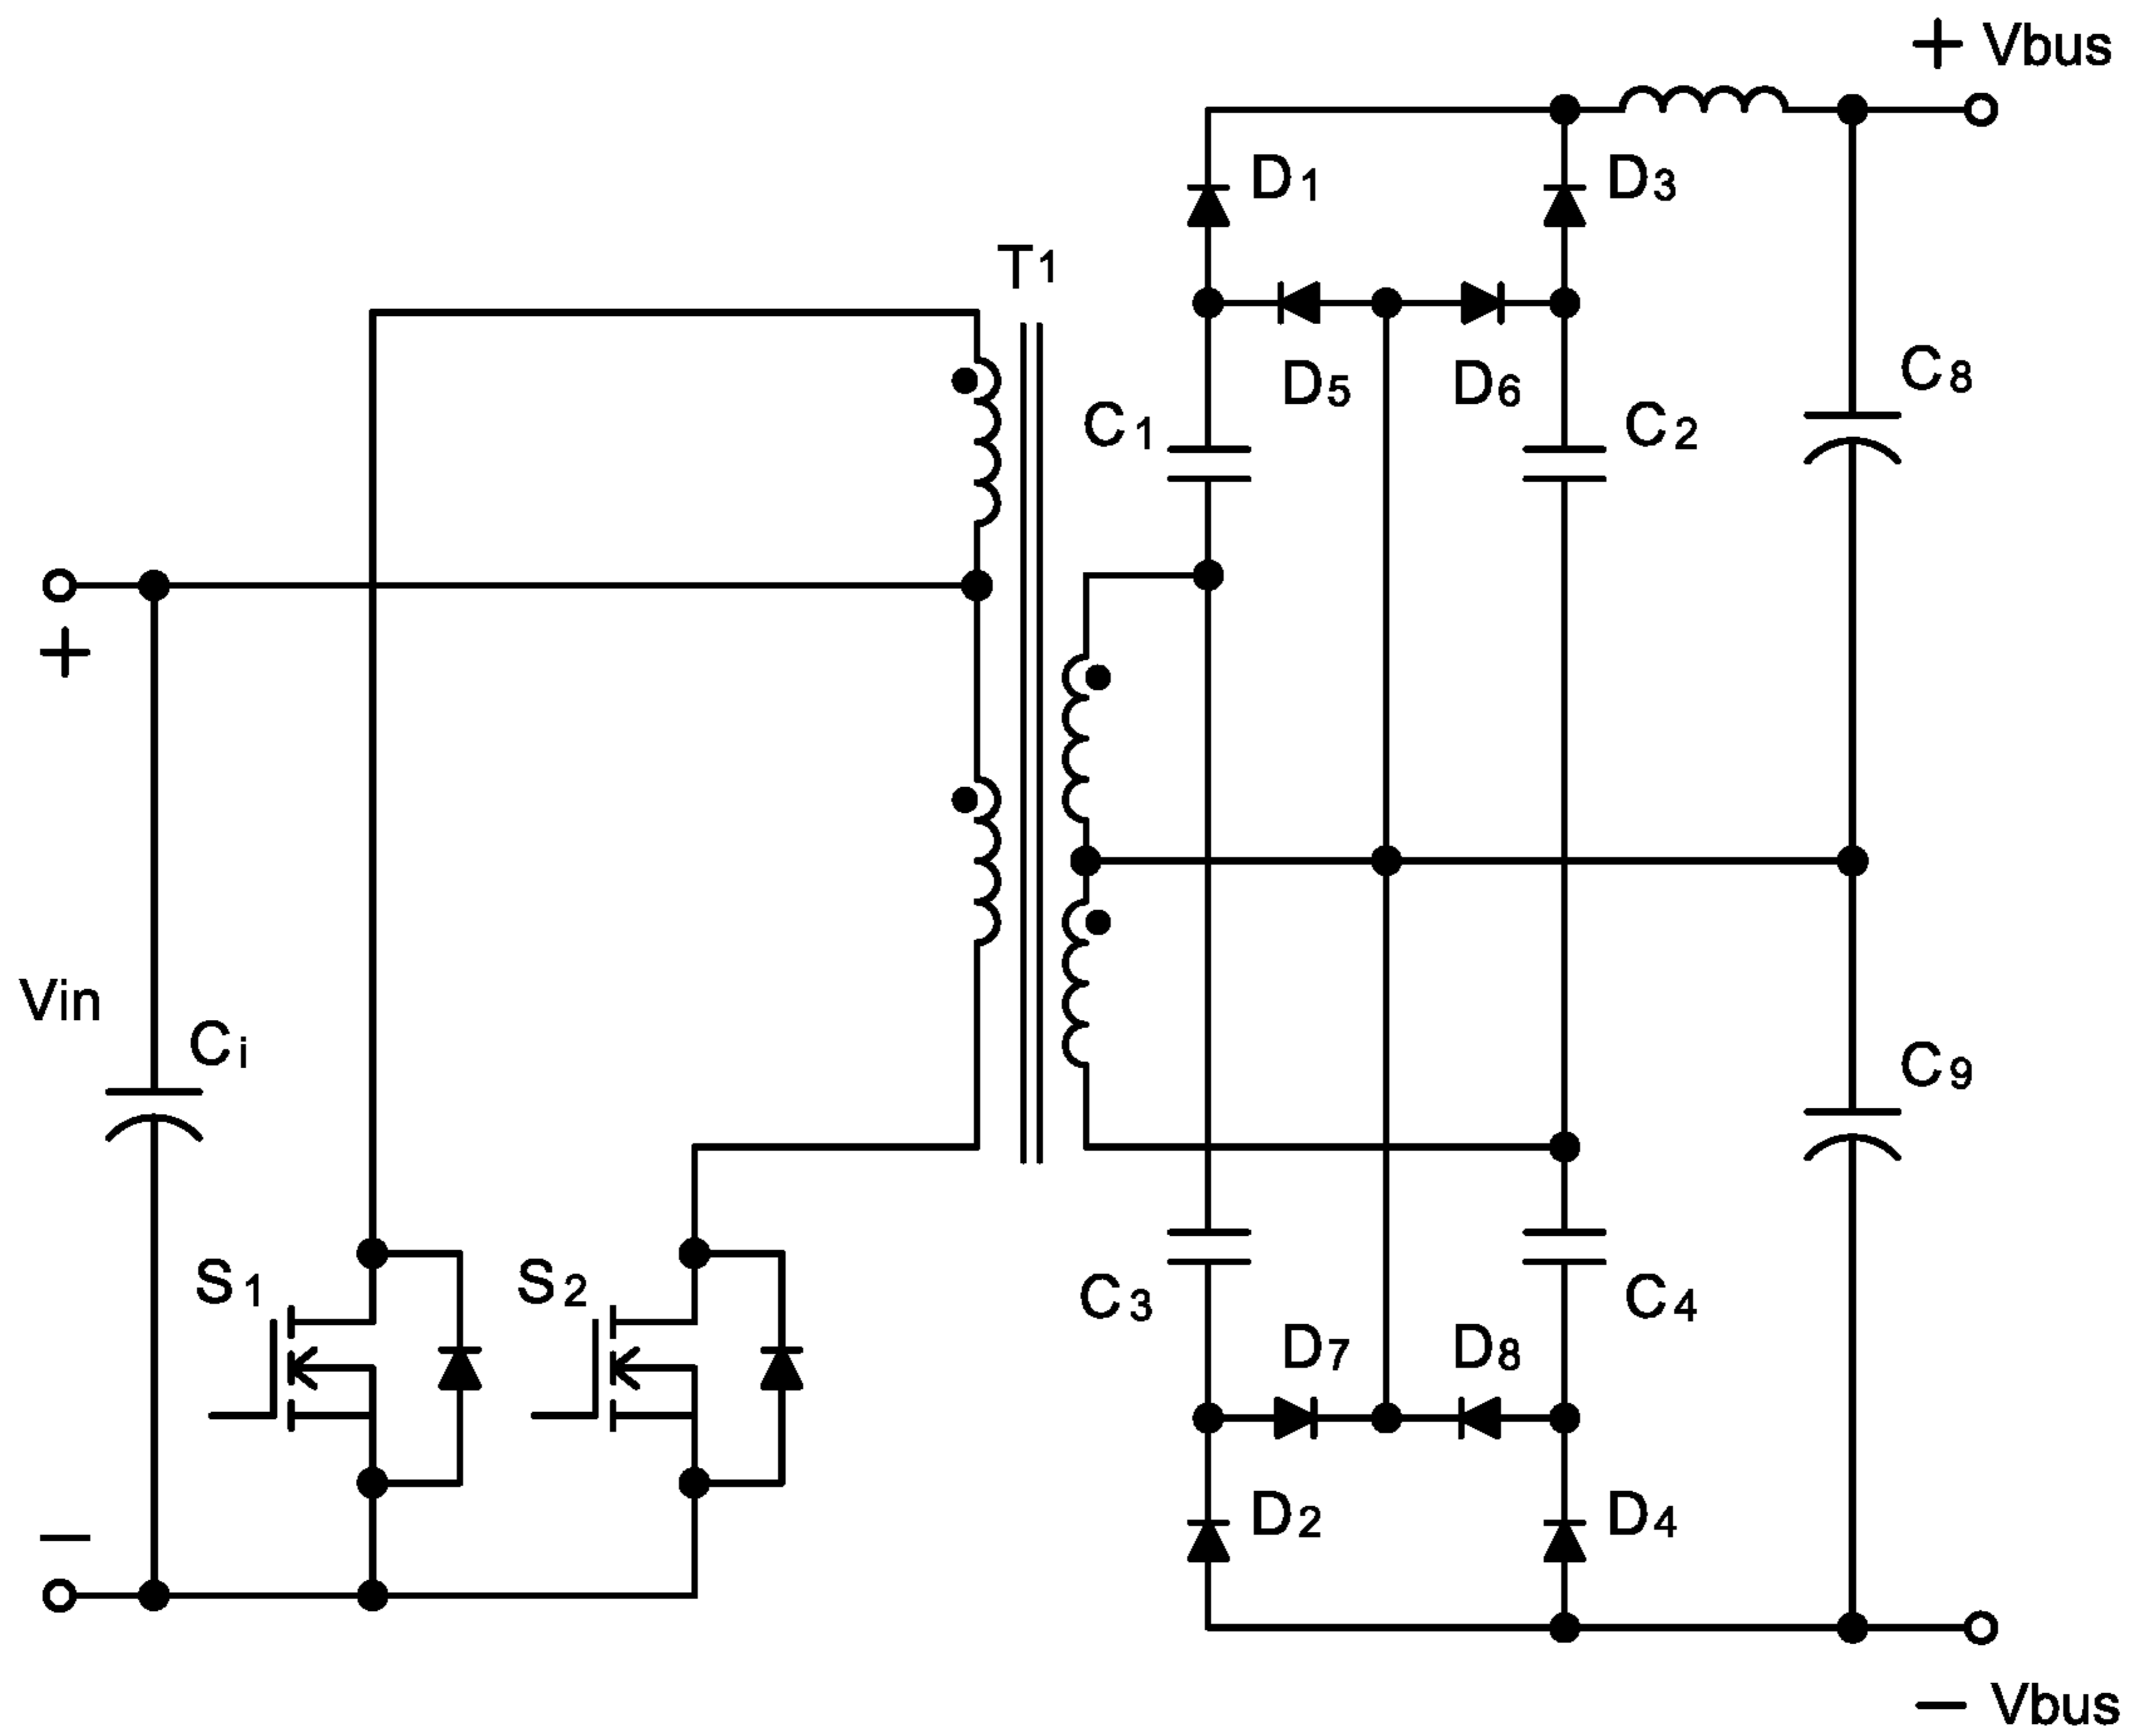 + Vbus
D1
D3
T1
D5
D6
C8
C1
C2
+
Vin
Ci
C9
S1
S2
C3
C4
D7
D8
D2
D4
−
− Vbus